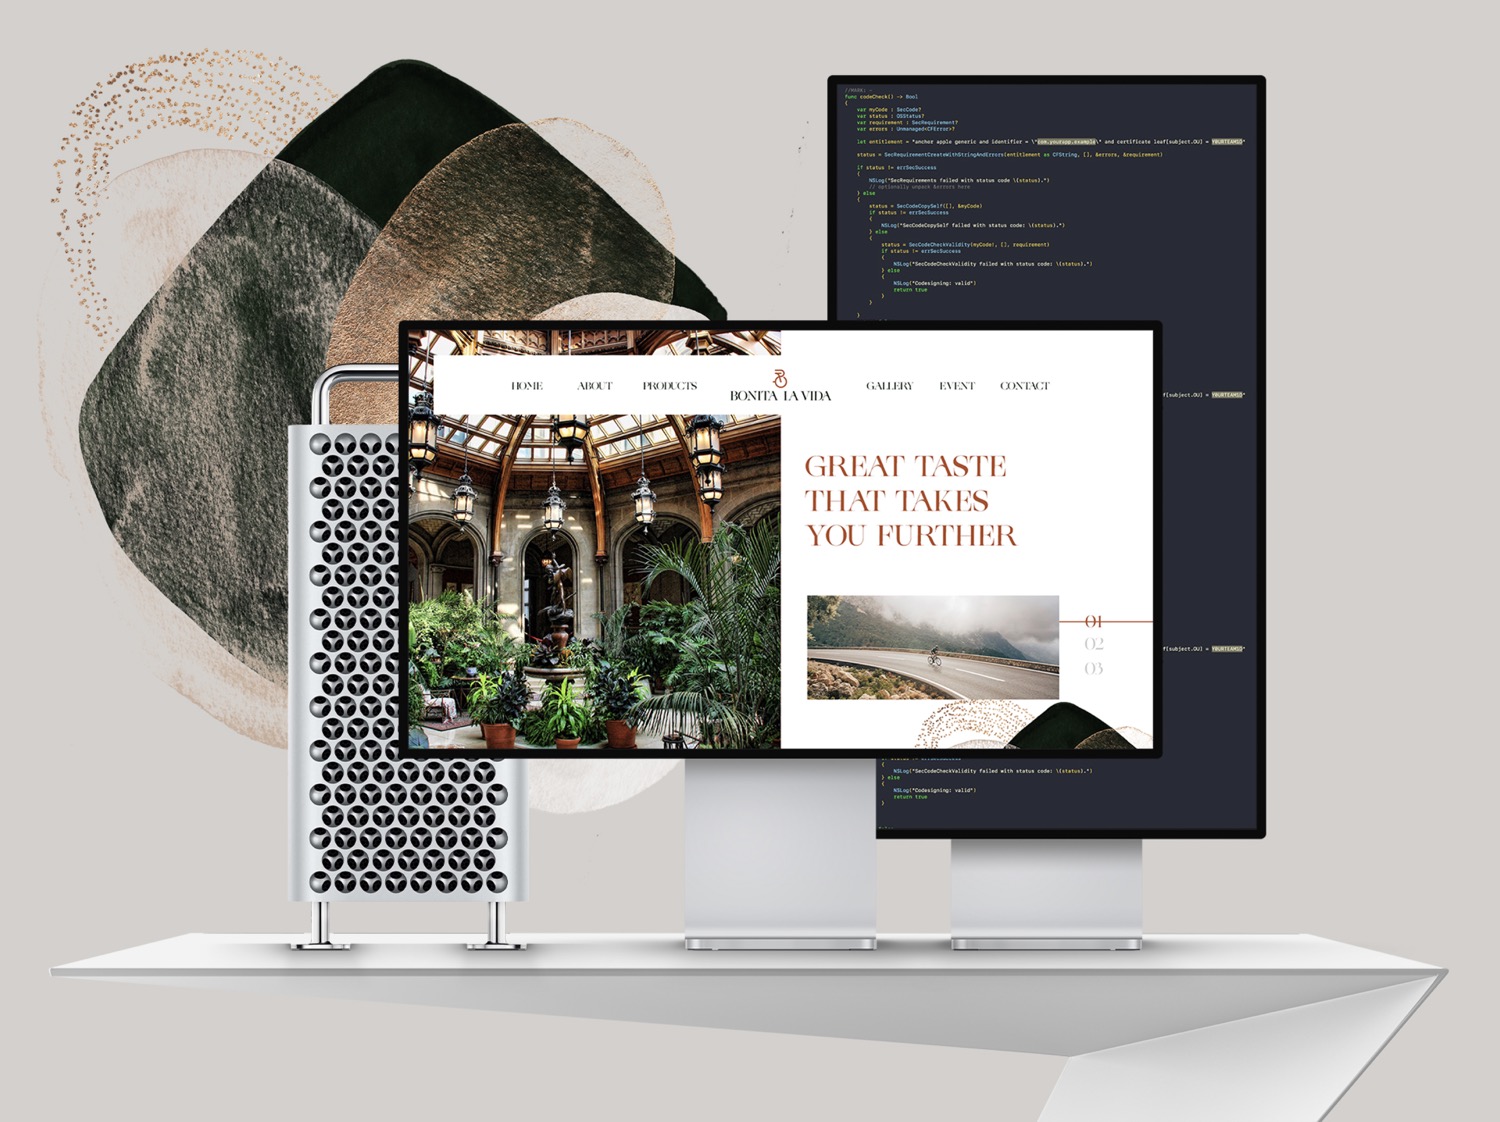 //MARK: -
func codeCheck() -> Bool
{
var myCode : SecCode?
var status : OSStatus?
var requirement : SecRequirement?
var errors : Unmanaged<CFError>?
let entitlement = "anchor apple generic and identifier = \"com.yourapp.example\" and certificate leaf[subject.OU] = YOURTEAMID"
status = SecRequirementCreateWithStringAndErrors(entitlement as CFString, [], &errors, &requirement)
if status != errSecSuccess
{
NSLog("SecRequirements failed with status code \(status).")
// optionally unpack &errors here
} else
{
status = SecCodeCopySelf([], &myCode)
if status != errSecSuccess
{
NSLog("SecCodeCopySelf failed with status code: \(status).")
} else
{
status = SecCodeCheckValidity(myCode!, [], requirement)
if status != errSecSuccess
{
NSLog("SecCodeCheckValidity failed with status code: \(status).")
} else
{
NSLog("Codesigning: valid")
return true
}
}
}
HOME ABOUT PRODUCTS BONITA LA VIDA GALLERY EVENT CONTACT
f[subject.OU] = YOURTEAMID"
GREAT TASTE
THAT TAKES
YOU FURTHER
01
02
03
f[subject.OU] = YOURTEAMID"
{
NSLog("SecCodeCheckValidity failed with status code: \(status).")
} else
{
NSLog("Codesigning: valid")
return true
}